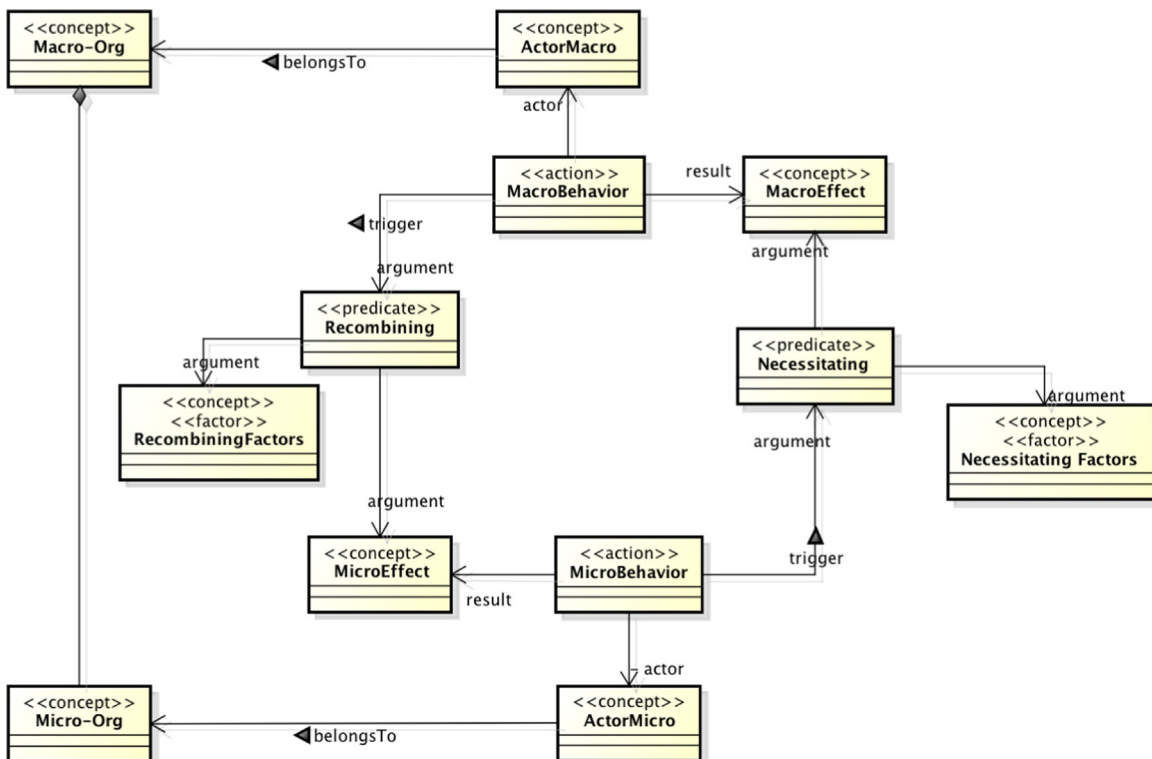 <<concept>>
Macro-Org
<<concept>>
ActorMacro
belongsTo
actor
<<action>>
MacroBehavior
result
<<concept>>
MacroEffect
trigger
argument
argument
<<predicate>>
Recombining
<<predicate>>
Necessitating
argument
<<concept>>
<<factor>>
RecombiningFactors
argument
<<concept>>
<<factor>>
Necessitating Factors
argument
argument
<<concept>>
MicroEffect
<<action>>
MicroBehavior
trigger
result
actor
<<concept>>
Micro-Org
<<concept>>
ActorMicro
belongsTo